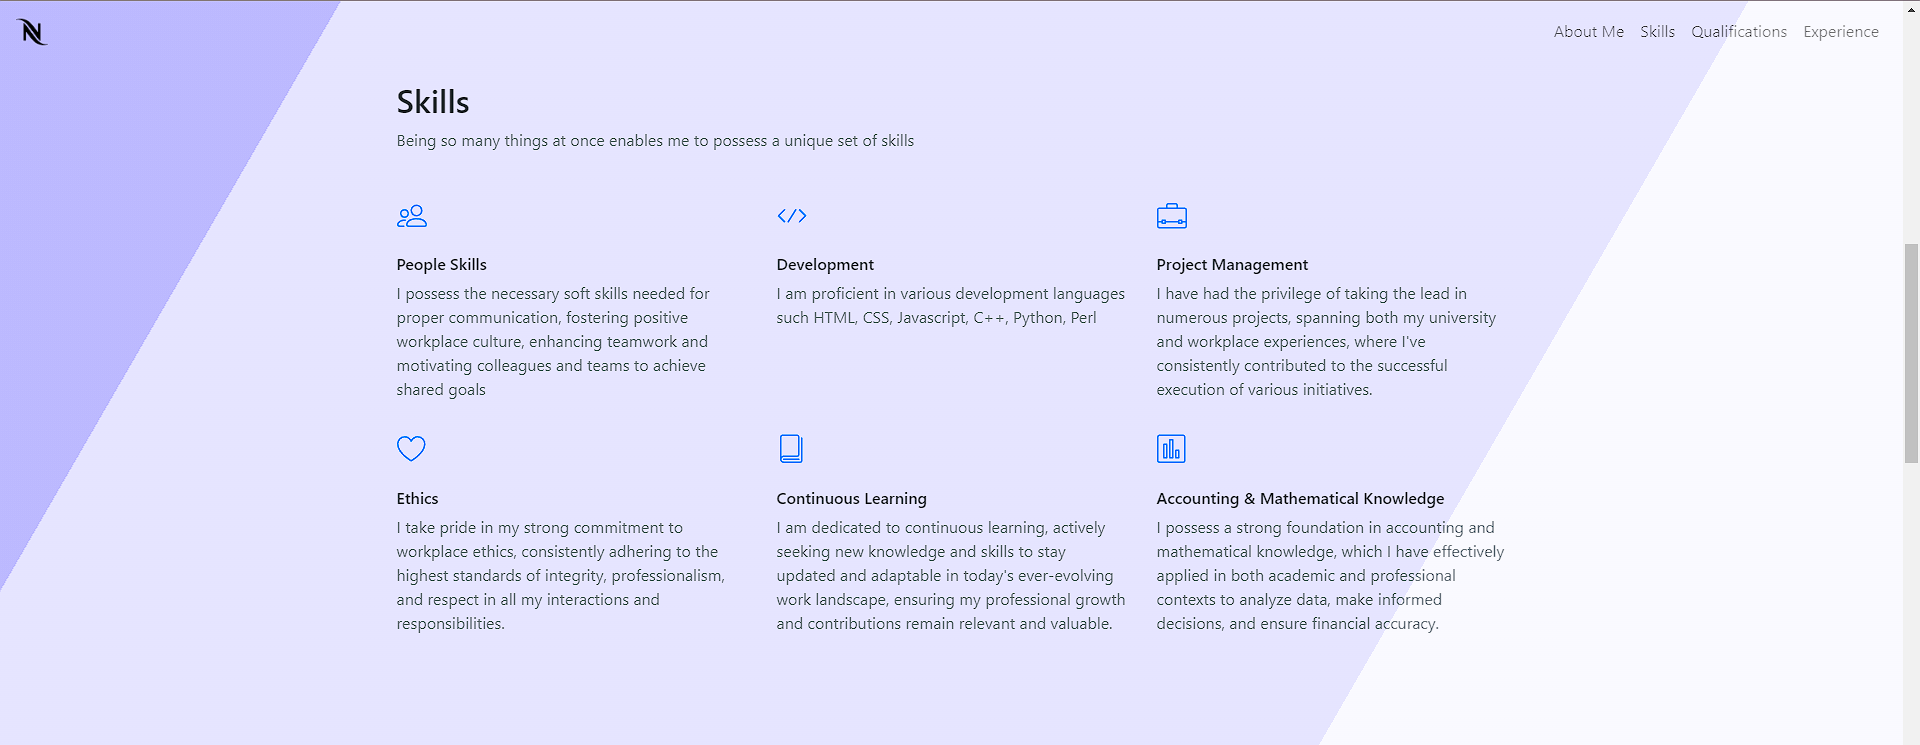 N
About Me Skills Qualifications Experience
Skills
Being so many things at once enables me to possess a unique set of skills
People Skills
I possess the necessary soft skills needed for
proper communication, fostering positive
workplace culture, enhancing teamwork and
motivating colleagues and teams to achieve
shared goals
Development
I am proficient in various development languages
such HTML, CSS, Javascript, C++, Python, Perl
Project Management
I have had the privilege of taking the lead in
numerous projects, spanning both my university
and workplace experiences, where I've
consistently contributed to the successful
execution of various initiatives.
Ethics
I take pride in my strong commitment to
workplace ethics, consistently adhering to the
highest standards of integrity, professionalism,
and respect in all my interactions and
responsibilities.
Continuous Learning
I am dedicated to continuous learning, actively
seeking new knowledge and skills to stay
updated and adaptable in today's ever-evolving
work landscape, ensuring my professional growth
and contributions remain relevant and valuable.
Accounting & Mathematical Knowledge
I possess a strong foundation in accounting and
mathematical knowledge, which I have effectively
applied in both academic and professional
contexts to analyze data, make informed
decisions, and ensure financial accuracy.